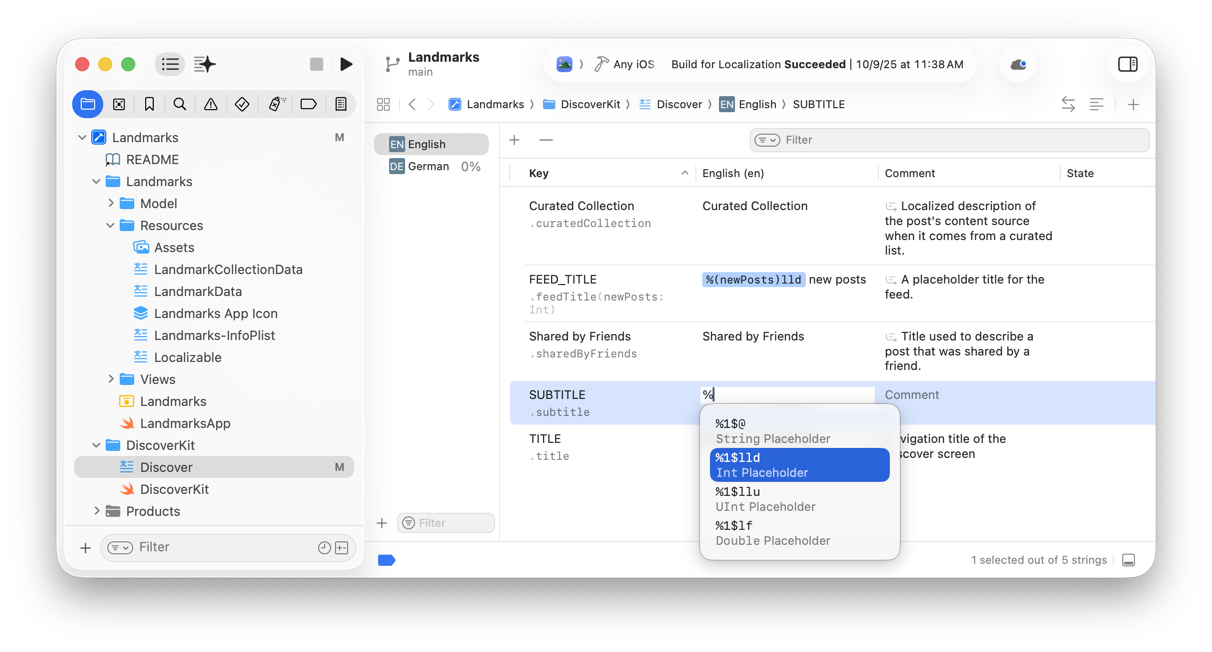 Landmarks
main
Any iOS
Build for Localization Succeeded | 10/9/25 at 11:38 AM
Landmarks
DiscoverKit
Discover
EN English
SUBTITLE
Landmarks M
README
Landmarks
Model
Resources
Assets
LandmarkCollectionData
LandmarkData
Landmarks App Icon
Landmarks-InfoPlist
Localizable
Views
Landmarks
LandmarksApp
DiscoverKit
Discover M
DiscoverKit
Products
Filter
EN English
DE German 0%
Filter
Filter
Key
English (en)
Comment
State
Curated Collection
.curatedCollection
Curated Collection
Localized description of
the post's content source
when it comes from a curated
list.
FEED_TITLE
.feedTitle(newPosts:
Int)
%(newPosts)lld new posts
A placeholder title for the
feed.
Shared by Friends
.sharedByFriends
Shared by Friends
Title used to describe a
post that was shared by a
friend.
SUBTITLE
.subtitle
%
Comment
TITLE
.title
vigation title of the
scover screen
%1$@
String Placeholder
%1$lld
Int Placeholder
%1$llu
UInt Placeholder
%1$lf
Double Placeholder
1 selected out of 5 strings